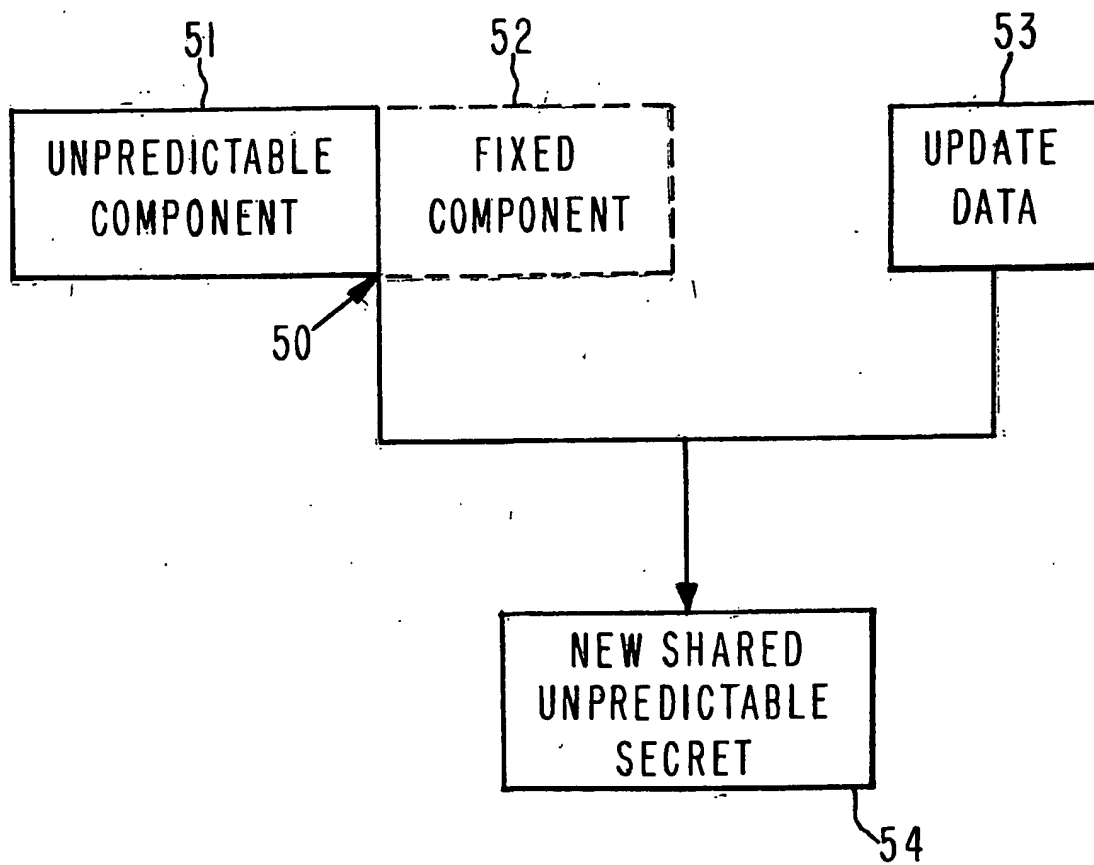 51
52
53
UNPREDICTABLE
COMPONENT
FIXED
COMPONENT
UPDATE
DATA
50
NEW SHARED
UNPREDICTABLE
SECRET
54